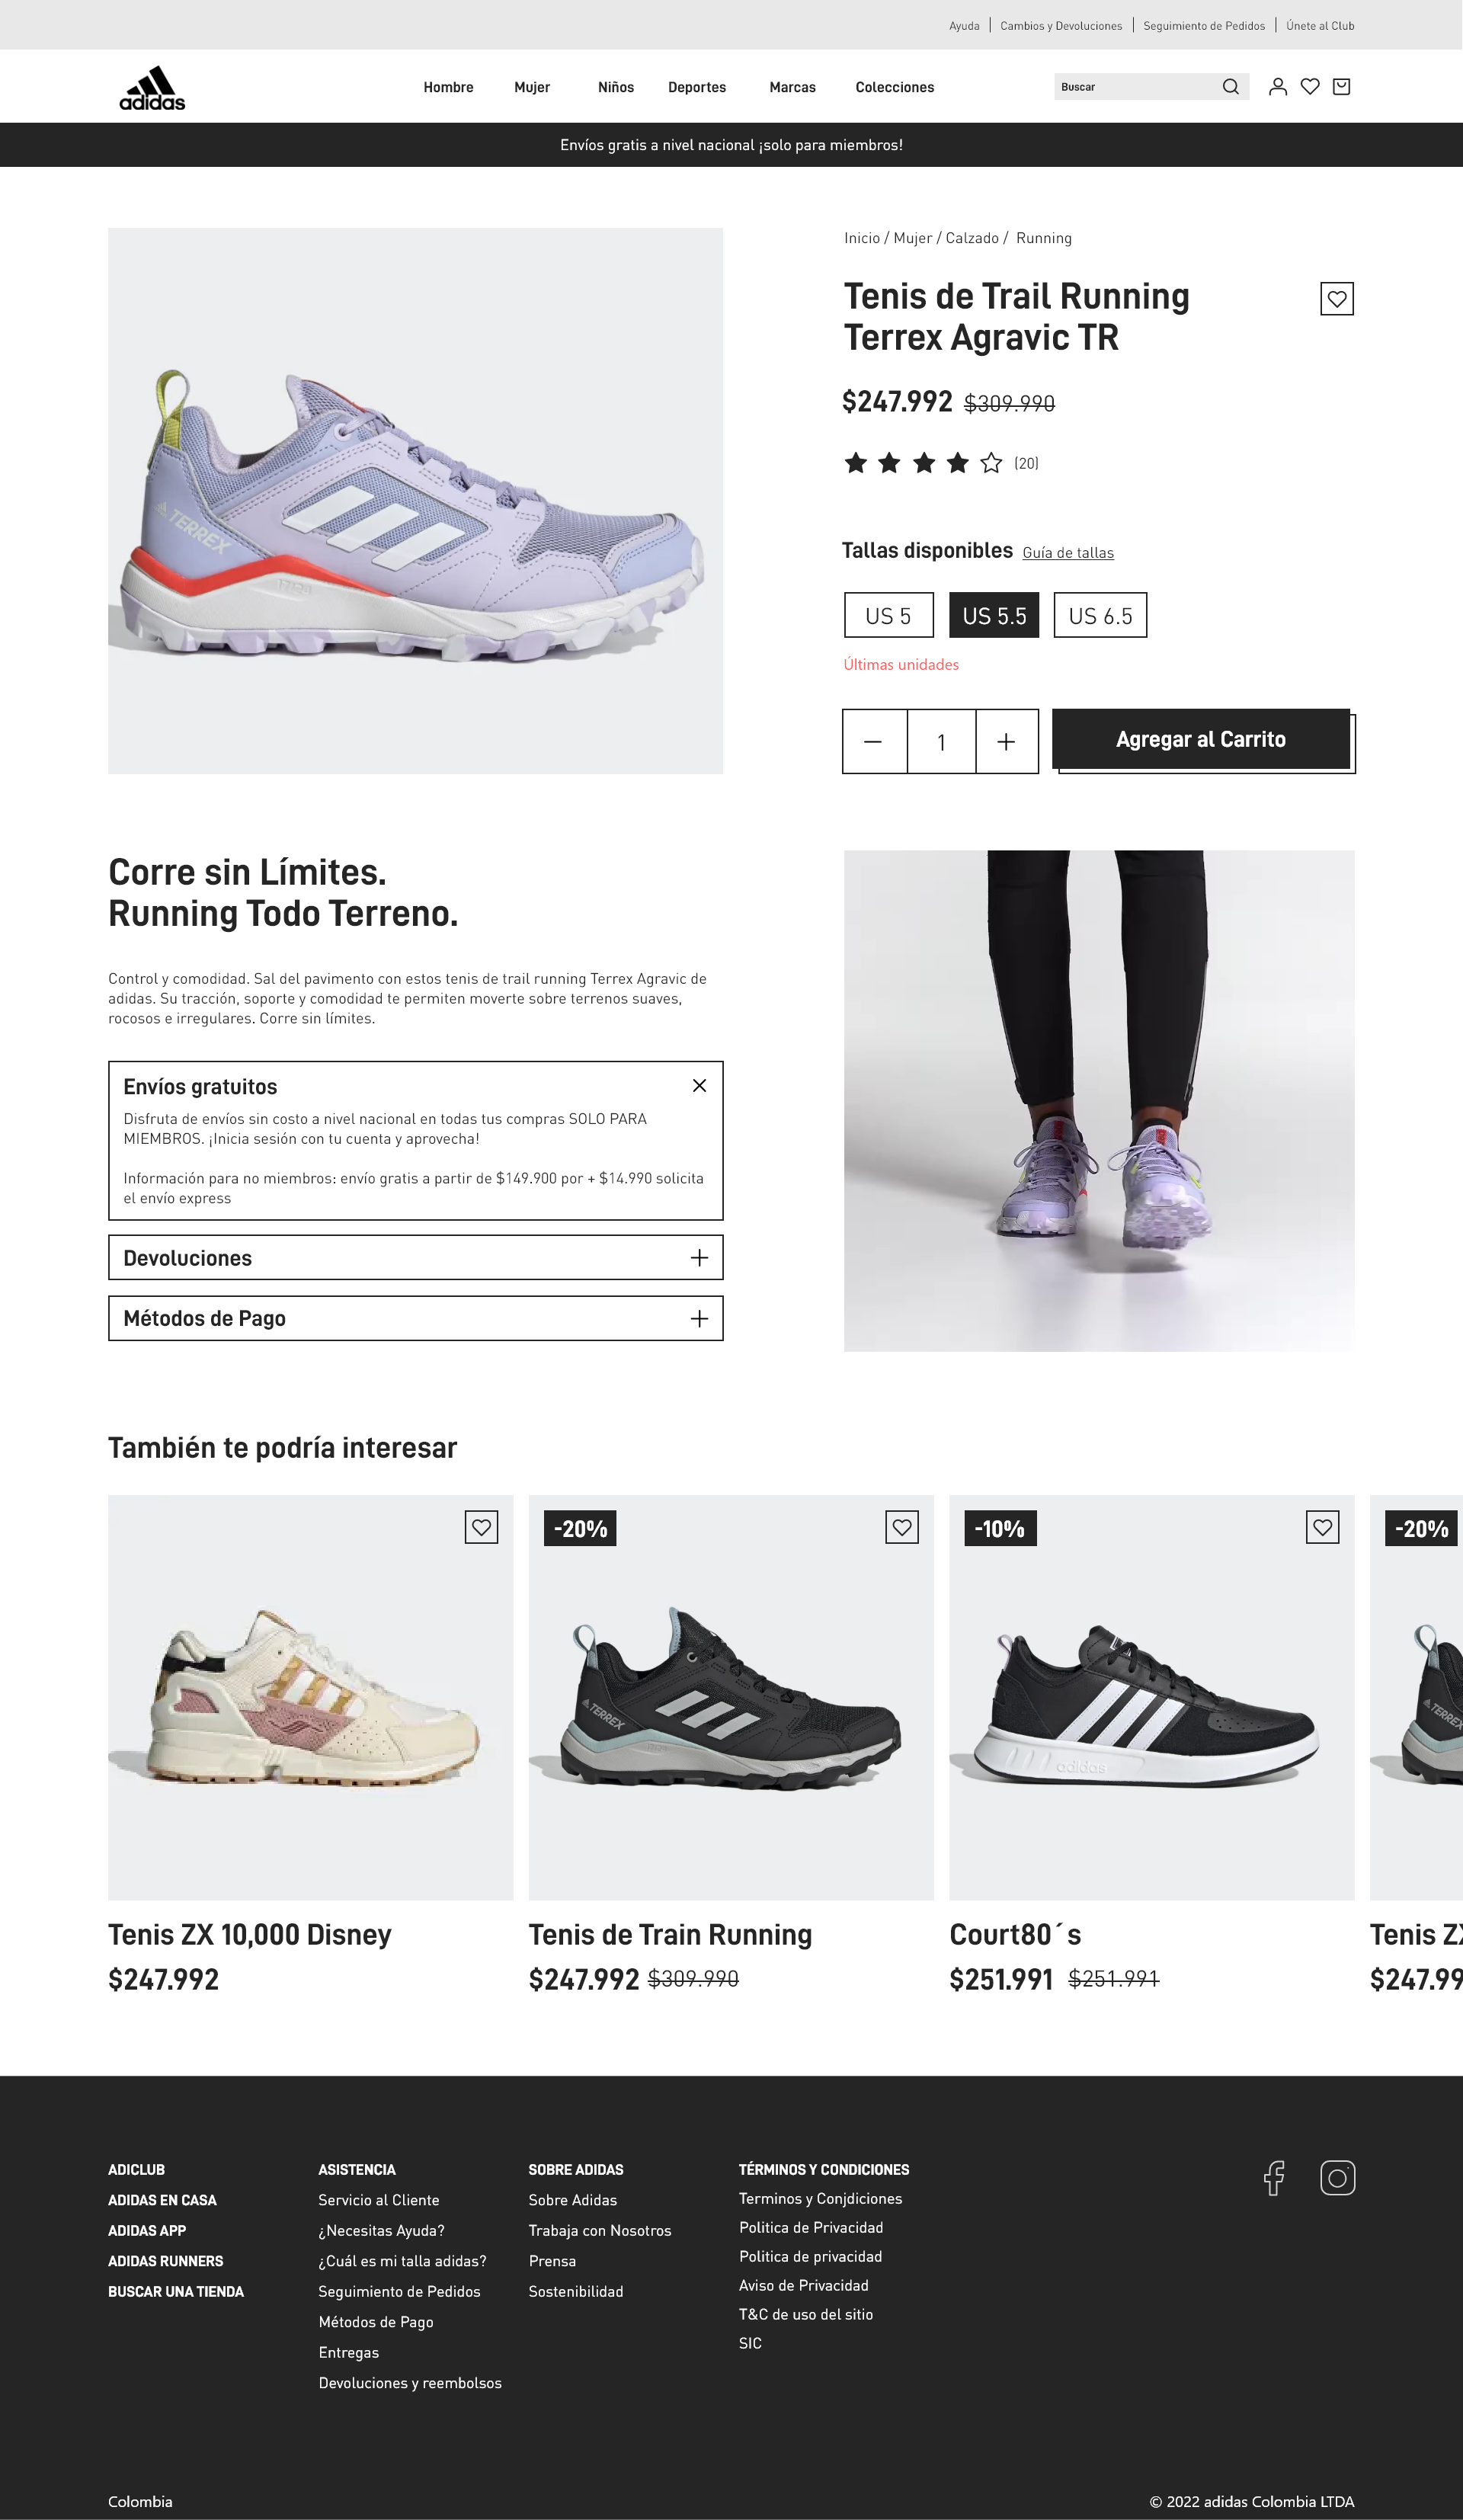 Ayuda
Cambios y Devoluciones
Seguimiento de Pedidos
Únete al Club
adidas
Hombre
Mujer
Niños
Deportes
Marcas
Colecciones
Buscar
Envíos gratis a nivel nacional ¡solo para miembros!
TERREX
Inicio / Mujer / Calzado / Running
Tenis de Trail Running
Terrex Agravic TR
$247.992 $309.990
(20)
Tallas disponibles Guía de tallas
US 5
US 5.5
US 6.5
Últimas unidades
1
Agregar al Carrito
Corre sin Límites.
Running Todo Terreno.
Control y comodidad. Sal del pavimento con estos tenis de trail running Terrex Agravic de
adidas. Su tracción, soporte y comodidad te permiten moverte sobre terrenos suaves,
rocosos e irregulares. Corre sin límites.
Envíos gratuitos
Disfruta de envíos sin costo a nivel nacional en todas tus compras SOLO PARA
MIEMBROS. ¡Inicia sesión con tu cuenta y aprovecha!
Información para no miembros: envío gratis a partir de $149.900 por + $14.990 solicita
el envío express
Devoluciones
Métodos de Pago
También te podría interesar
-20%
-10%
-20%
TERREX
adidas
TERREX
Tenis ZX 10,000 Disney
$247.992
Tenis de Train Running
$247.992 $309.990
Court80´s
$251.991 $251.991
Tenis ZX
$247.99
ADICLUB
ADIDAS EN CASA
ADIDAS APP
ADIDAS RUNNERS
BUSCAR UNA TIENDA
ASISTENCIA
Servicio al Cliente
¿Necesitas Ayuda?
¿Cuál es mi talla adidas?
Seguimiento de Pedidos
Métodos de Pago
Entregas
Devoluciones y reembolsos
SOBRE ADIDAS
Sobre Adidas
Trabaja con Nosotros
Prensa
Sostenibilidad
TÉRMINOS Y CONDICIONES
Terminos y Conjdiciones
Politica de Privacidad
Politica de privacidad
Aviso de Privacidad
T&C de uso del sitio
SIC
Colombia
© 2022 adidas Colombia LTDA